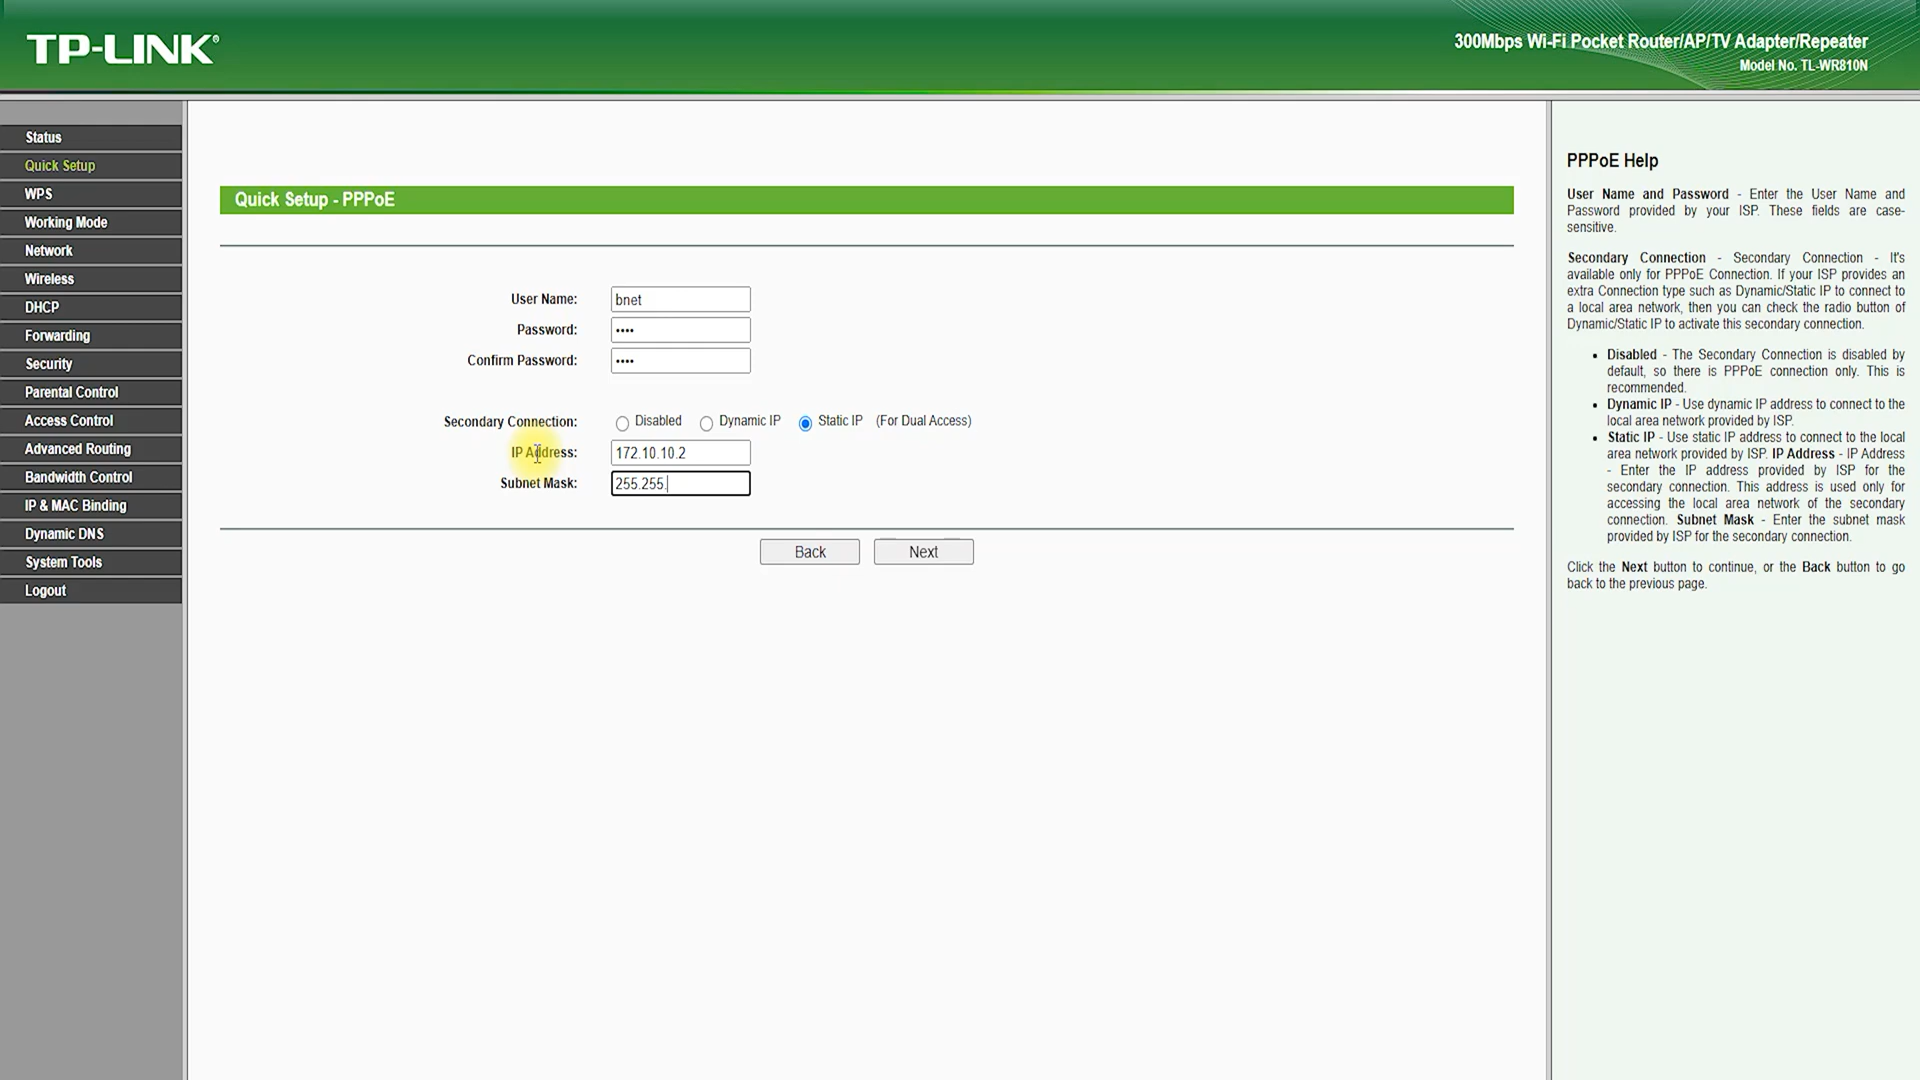 TP-LINK®
300Mbps Wi-Fi Pocket Router/AP/TV Adapter/Repeater
Model No. TL-WR810N
Status
Quick Setup
WPS
Working Mode
Network
Wireless
DHCP
Forwarding
Security
Parental Control
Access Control
Advanced Routing
Bandwidth Control
IP & MAC Binding
Dynamic DNS
System Tools
Logout
Quick Setup - PPPoE
User Name: bnet
Password: ••••
Confirm Password: ••••
Secondary Connection: Disabled Dynamic IP Static IP (For Dual Access)
IP Address: 172.10.10.2
Subnet Mask: 255.255.
Back Next
PPPoE Help
User Name and Password - Enter the User Name and
Password provided by your ISP. These fields are case-
sensitive.
Secondary Connection - Secondary Connection - It's
available only for PPPoE Connection. If your ISP provides an
extra Connection type such as Dynamic/Static IP to connect to
a local area network, then you can check the radio button of
Dynamic/Static IP to activate this secondary connection.
• Disabled - The Secondary Connection is disabled by
default, so there is PPPoE connection only. This is
recommended.
• Dynamic IP - Use dynamic IP address to connect to the
local area network provided by ISP.
• Static IP - Use static IP address to connect to the local
area network provided by ISP. IP Address - IP Address
- Enter the IP address provided by ISP for the
secondary connection. This address is used only for
accessing the local area network of the secondary
connection. Subnet Mask - Enter the subnet mask
provided by ISP for the secondary connection.
Click the Next button to continue, or the Back button to go
back to the previous page.